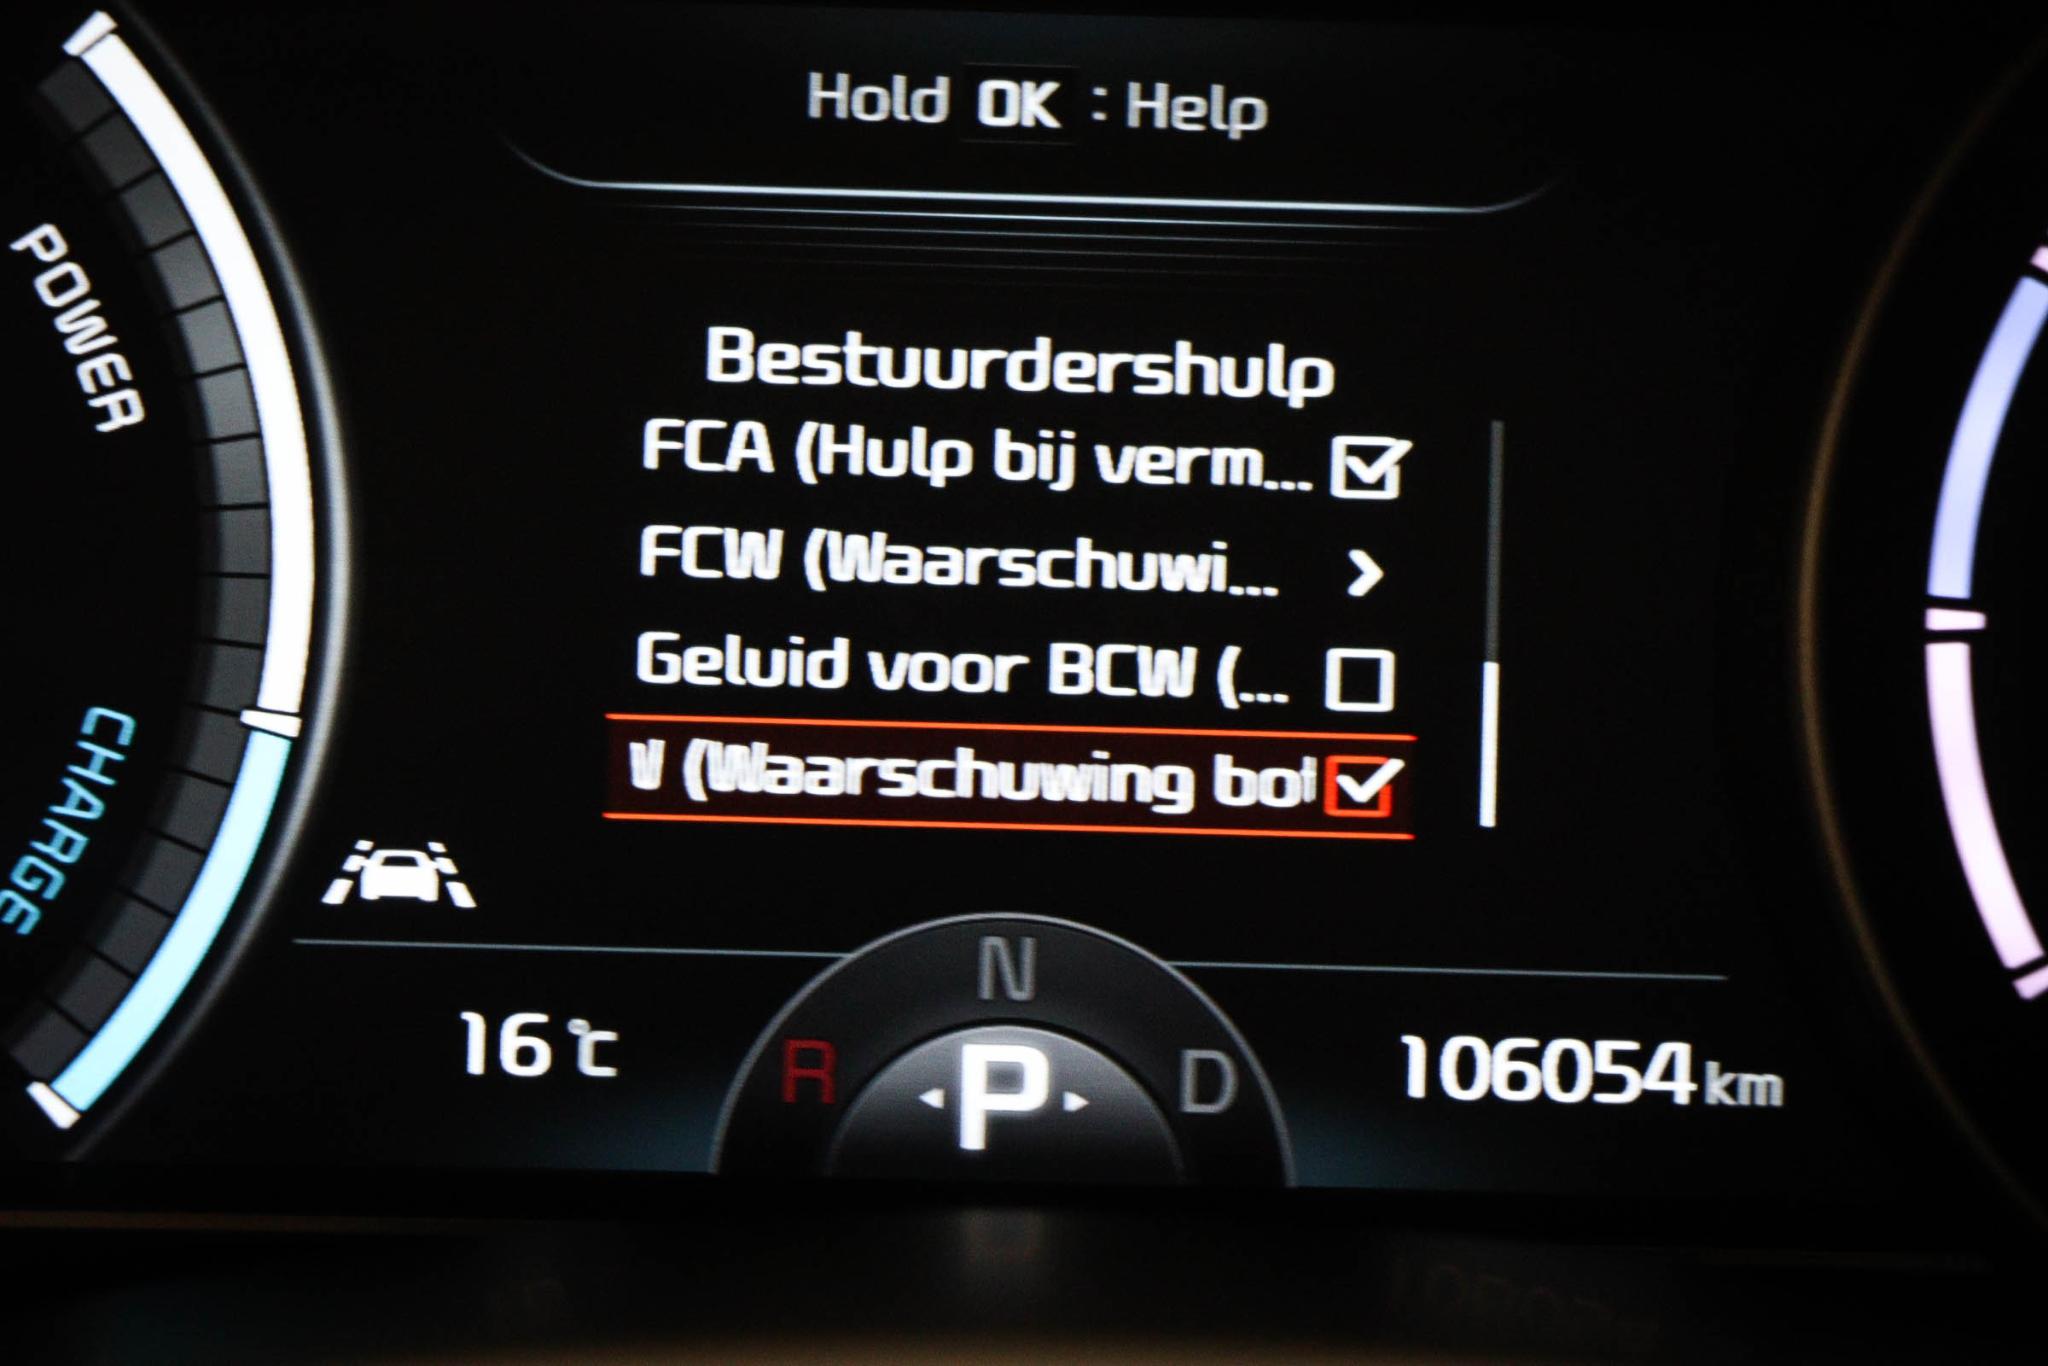 Hold OK : Help
POWER
Bestuurdershulp
FCA (Hulp bij verm...
FCW (Waarschuwi... >
Geluid voor BCW (...
(Waarschuwing bot
CHARGE
N
16 °C
R
P
D
106054 km